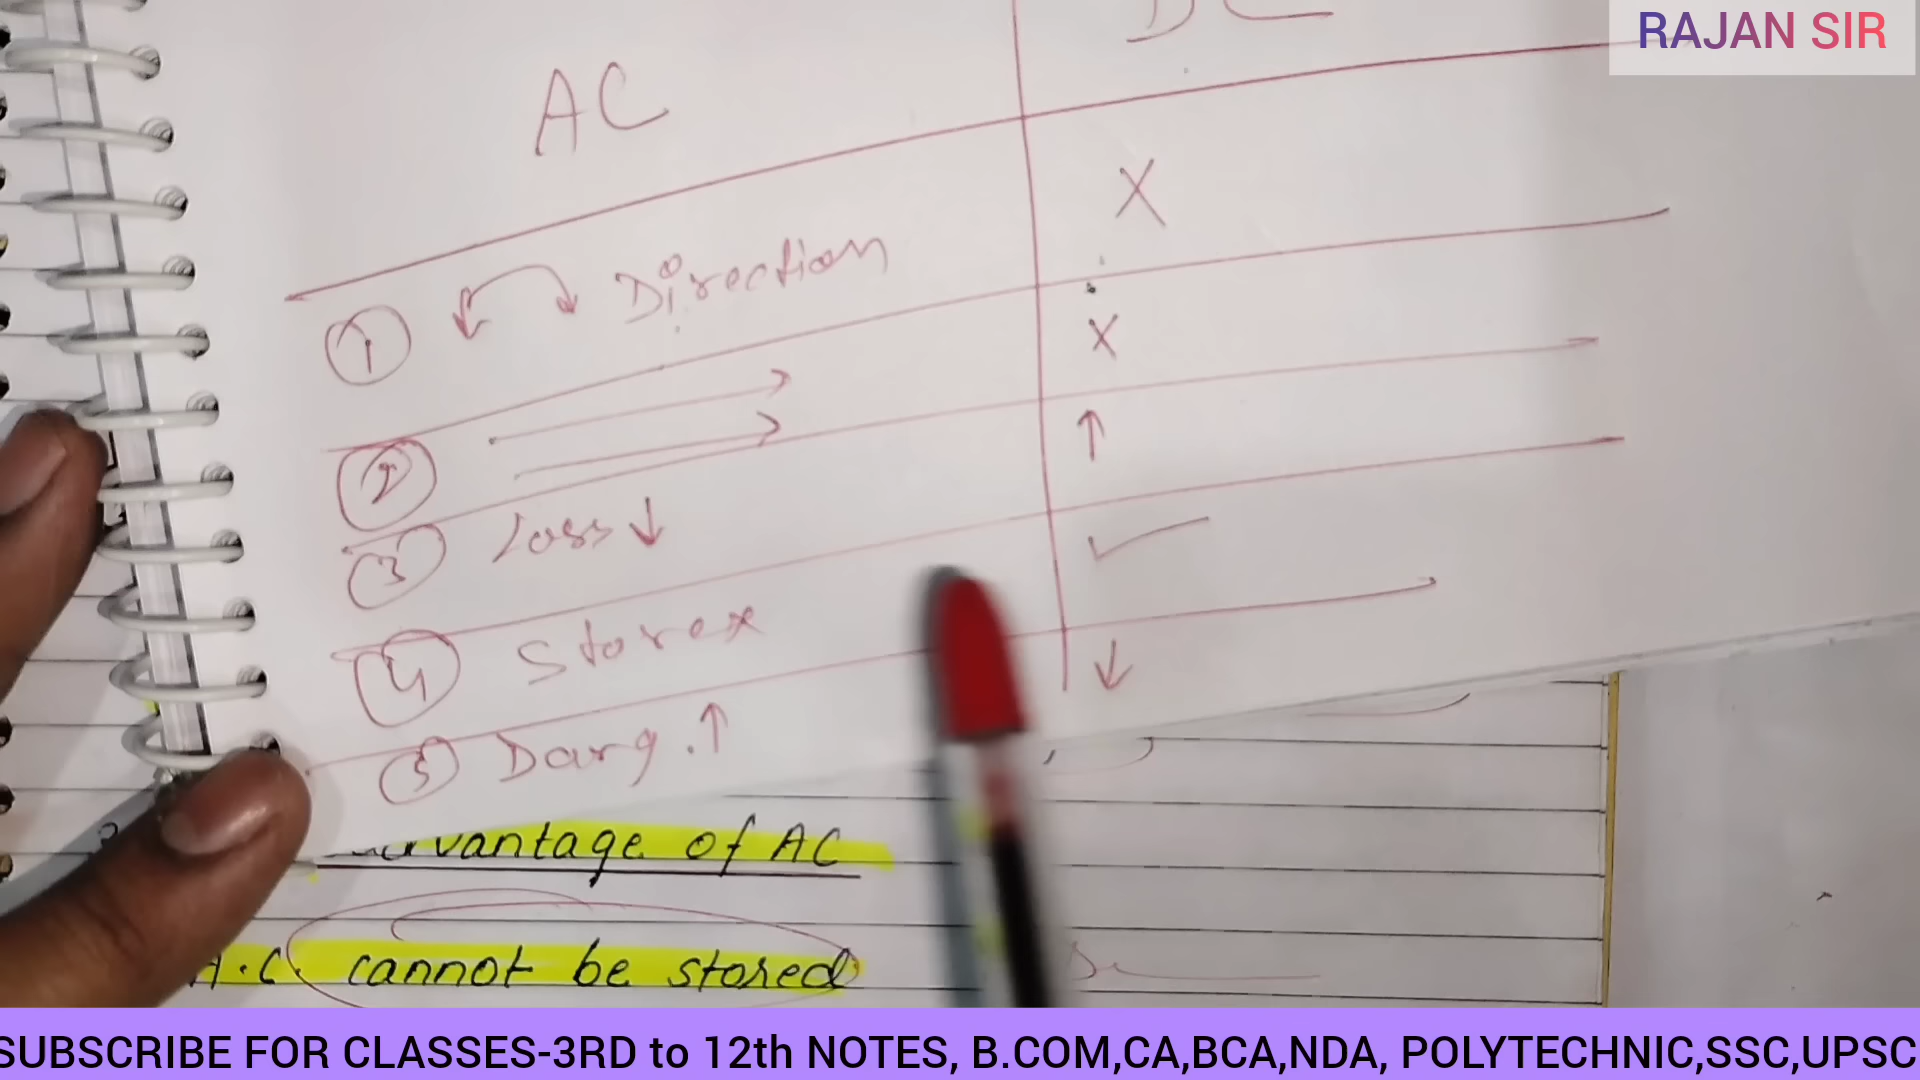 RAJAN SIR
AC
DC
X
① Direction
②
X
③ Loss ↓
↑
④ Store x
✓
⑤ Darg. ↑
↓
vantage of AC
A.C. cannot be stored
SUBSCRIBE FOR CLASSES-3RD to 12th NOTES, B.COM,CA,BCA,NDA, POLYTECHNIC,SSC,UPSC